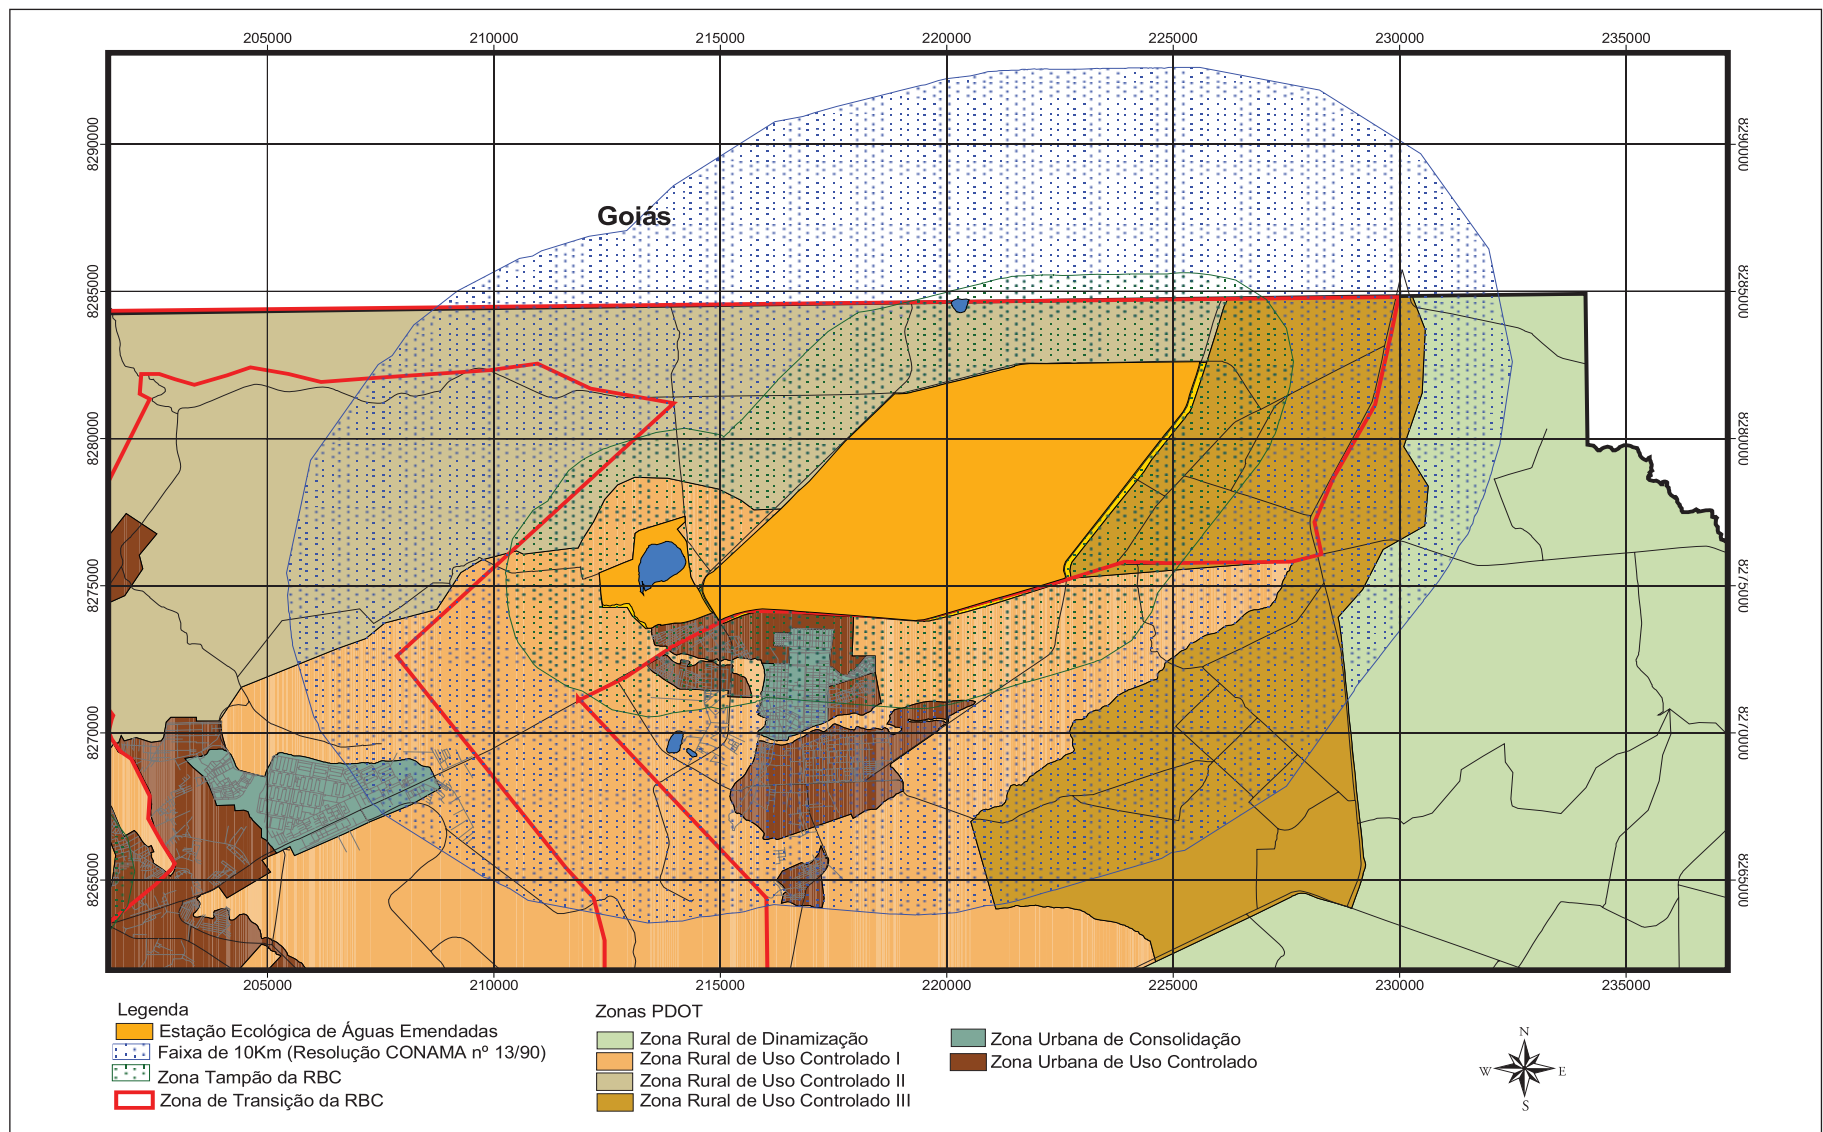 205000 210000 215000 220000 225000 230000 235000
8290000 8290000
Goiás
8285000 8285000
8280000 8280000
8275000 8275000
8270000 8270000
8265000 8265000
205000 210000 215000 220000 225000 230000 235000
Legenda
Estação Ecológica de Águas Emendadas
Faixa de 10Km (Resolução CONAMA nº 13/90)
Zona Tampão da RBC
Zona de Transição da RBC
Zonas PDOT
Zona Rural de Dinamização
Zona Rural de Uso Controlado I
Zona Rural de Uso Controlado II
Zona Rural de Uso Controlado III
Zona Urbana de Consolidação
Zona Urbana de Uso Controlado
N
W E
S